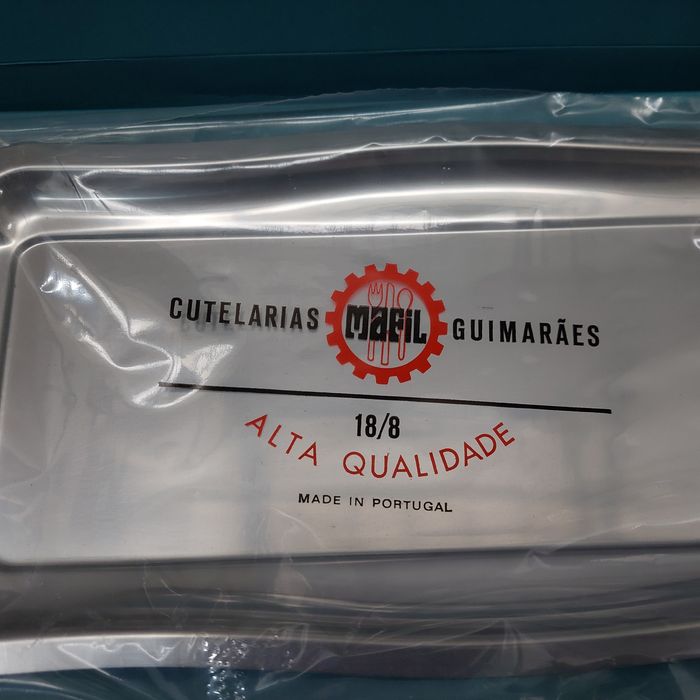 CUTELARIAS MAFIL GUIMARÃES
18/8
ALTA QUALIDADE
MADE IN PORTUGAL